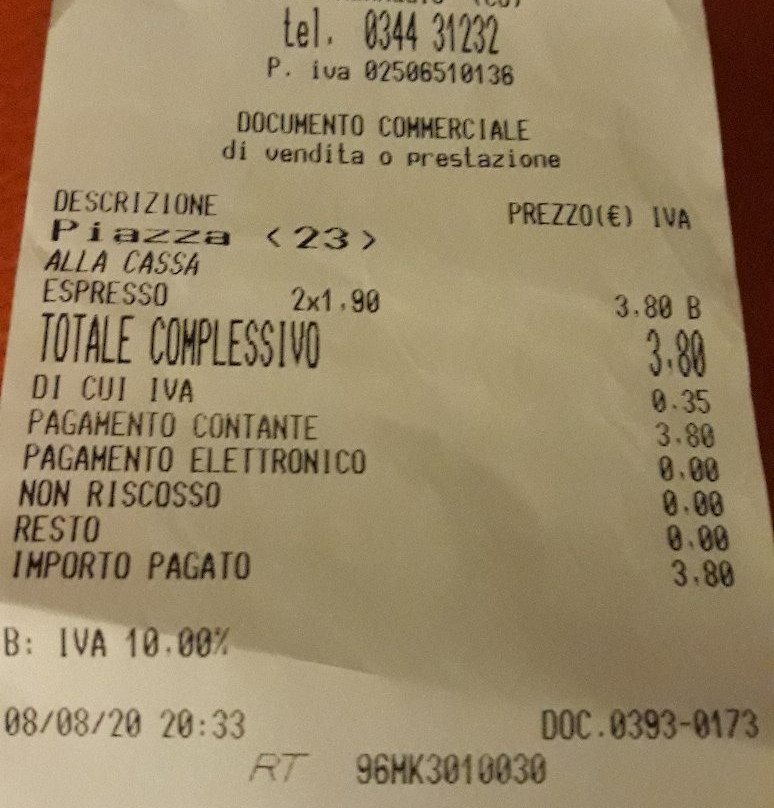 tel. 0344 31232
P. iva 02506510136
DOCUMENTO COMMERCIALE
di vendita o prestazione
DESCRIZIONE PREZZO(€) IVA
Piazza <23>
ALLA CASSA
ESPRESSO 2x1.90 3.80 B
TOTALE COMPLESSIVO 3.80
DI CUI IVA 0.35
PAGAMENTO CONTANTE 3.80
PAGAMENTO ELETTRONICO 0.00
NON RISCOSSO 0.00
RESTO 0.00
IMPORTO PAGATO 3.80
B: IVA 10.00%
08/08/20 20:33 DOC.0393-0173
RT 96MK3010030